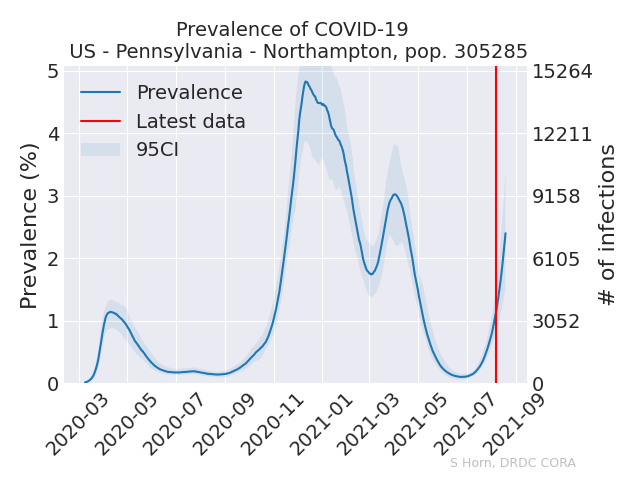 Prevalence of COVID-19
US - Pennsylvania - Northampton, pop. 305285
Prevalence
Latest data
95CI
Prevalence (%)
5
4
3
2
1
0
15264
12211
9158
6105
3052
0
# of infections
2020-03
2020-05
2020-07
2020-09
2020-11
2021-01
2021-03
2021-05
2021-07
2021-09
S Horn, DRDC CORA